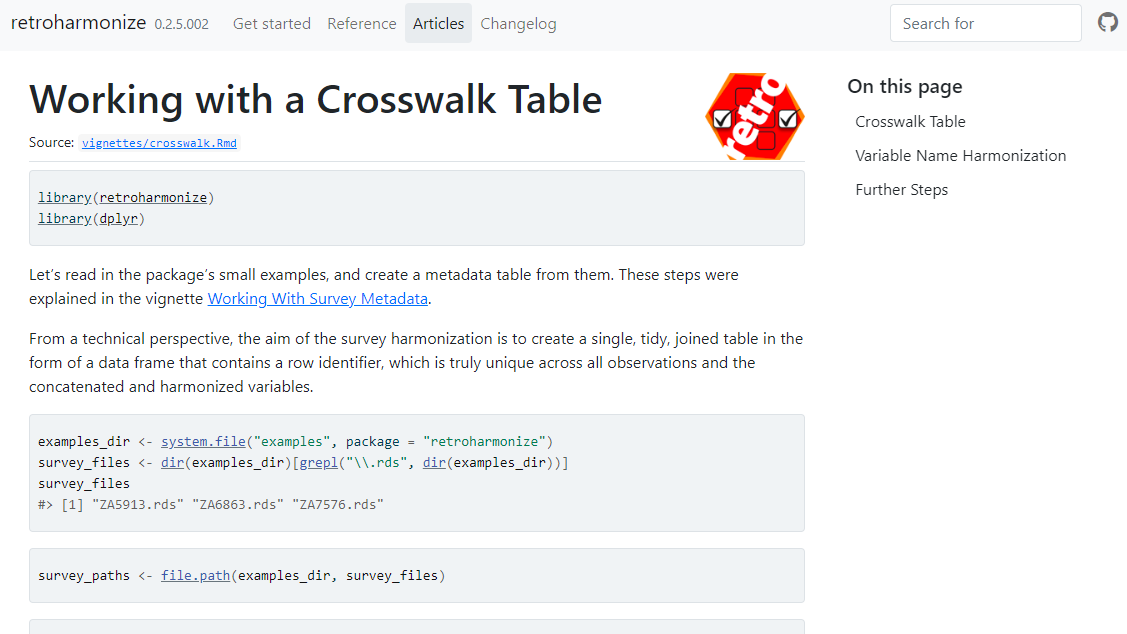 retroharmonize 0.2.5.002 Get started Reference Articles Changelog Search for
Working with a Crosswalk Table
retro
Source: vignettes/crosswalk.Rmd
On this page
Crosswalk Table
Variable Name Harmonization
Further Steps
library(retroharmonize)
library(dplyr)
Let's read in the package's small examples, and create a metadata table from them. These steps were
explained in the vignette Working With Survey Metadata.
From a technical perspective, the aim of the survey harmonization is to create a single, tidy, joined table in the
form of a data frame that contains a row identifier, which is truly unique across all observations and the
concatenated and harmonized variables.
examples_dir <- system.file("examples", package = "retroharmonize")
survey_files <- dir(examples_dir)[grepl("\\.rds", dir(examples_dir))]
survey_files
#> [1] "ZA5913.rds" "ZA6863.rds" "ZA7576.rds"
survey_paths <- file.path(examples_dir, survey_files)